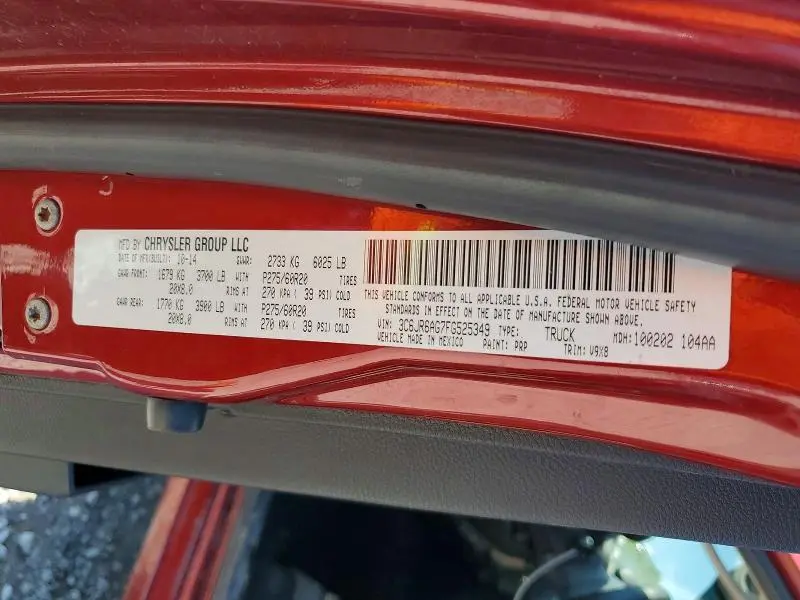 MFD BY CHRYSLER GROUP LLC
DATE OF MFR(BUILT): 10-14 GVWR: 2733 KG 6025 LB
GAWR FRONT: 1679 KG 3700 LB WITH P275/60R20 TIRES
20X8.0 RIMS AT 270 KPA ( 39 PSI) COLD
GAWR REAR: 1770 KG 3900 LB WITH P275/60R20 TIRES
20X8.0 RIMS AT 270 KPA ( 39 PSI) COLD
THIS VEHICLE CONFORMS TO ALL APPLICABLE U.S.A. FEDERAL MOTOR VEHICLE SAFETY
STANDARDS IN EFFECT ON THE DATE OF MANUFACTURE SHOWN ABOVE.
VIN: 3C6JR6AG7FG525349 TYPE: TRUCK MDH:100202 104AA
VEHICLE MADE IN MEXICO PAINT: PRP TRIM: V9X8